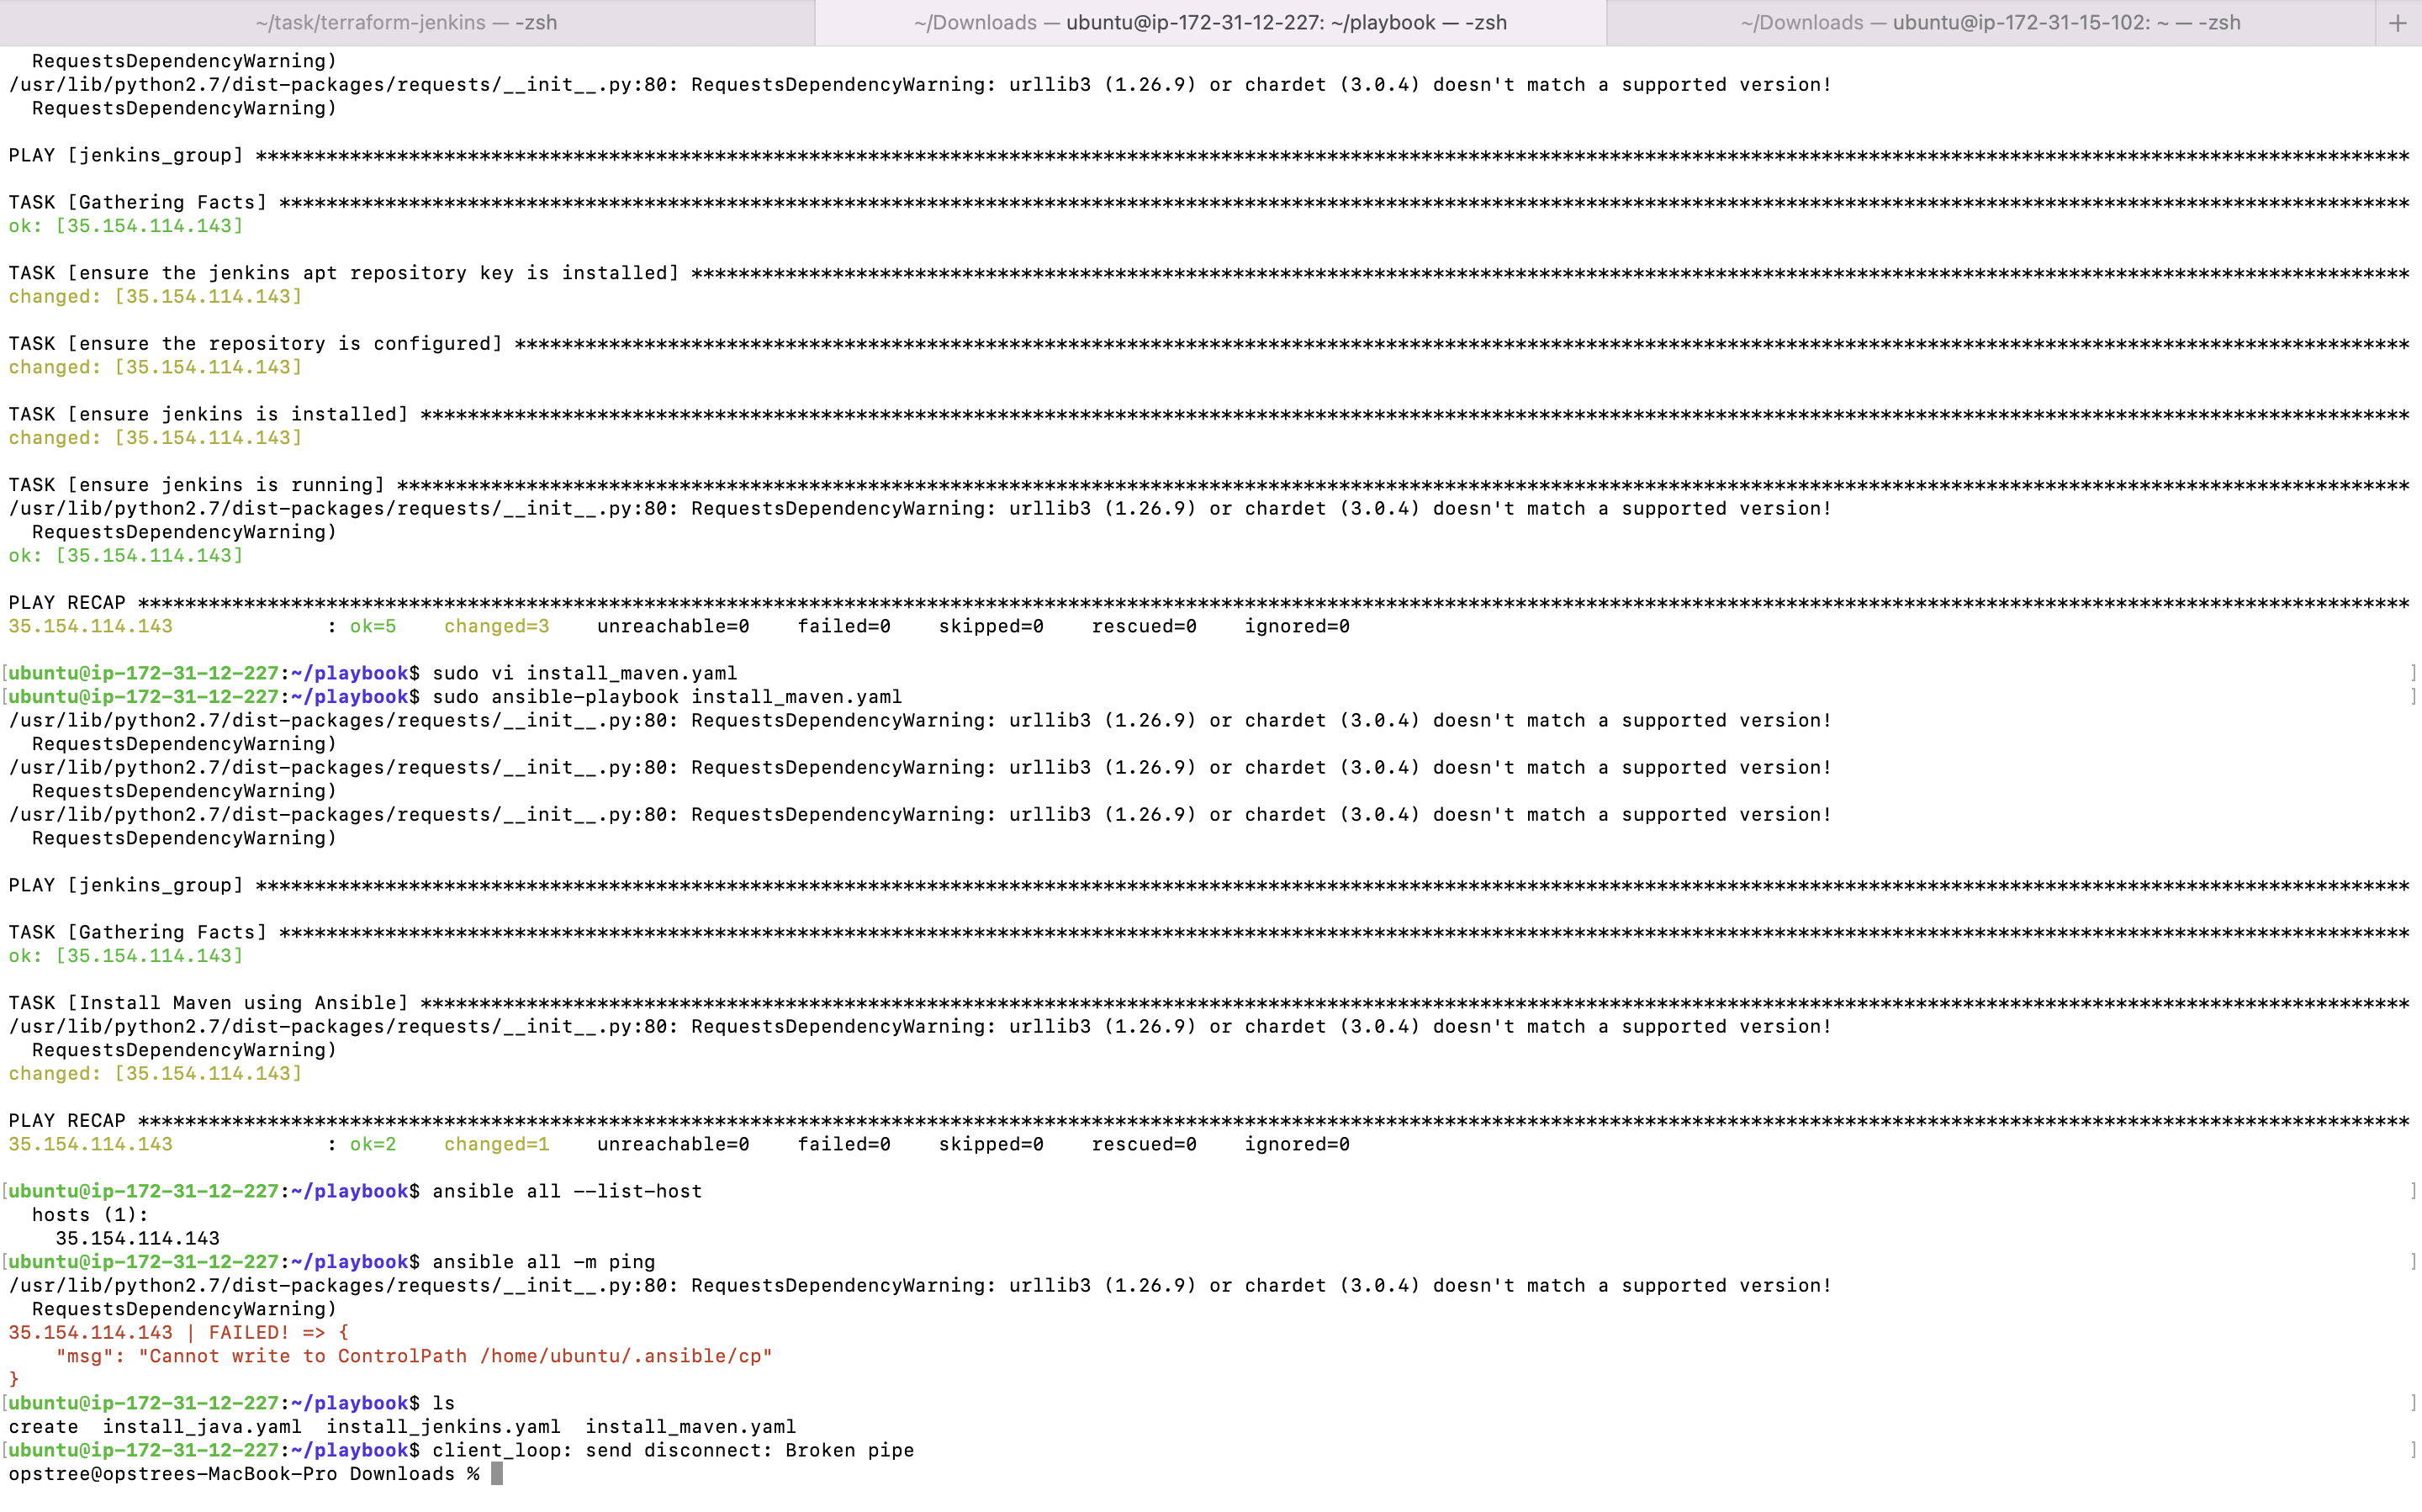 ~/task/terraform-jenkins — -zsh
~/Downloads — ubuntu@ip-172-31-12-227: ~/playbook — -zsh
~/Downloads — ubuntu@ip-172-31-15-102: ~ — -zsh
+
  RequestsDependencyWarning)
/usr/lib/python2.7/dist-packages/requests/__init__.py:80: RequestsDependencyWarning: urllib3 (1.26.9) or chardet (3.0.4) doesn't match a supported version!
  RequestsDependencyWarning)
PLAY [jenkins_group] ****************************************************************************************************
TASK [Gathering Facts] ****************************************************************************************************
ok: [35.154.114.143]
TASK [ensure the jenkins apt repository key is installed] ****************************************************************************************************
changed: [35.154.114.143]
TASK [ensure the repository is configured] ****************************************************************************************************
changed: [35.154.114.143]
TASK [ensure jenkins is installed] ****************************************************************************************************
changed: [35.154.114.143]
TASK [ensure jenkins is running] ****************************************************************************************************
/usr/lib/python2.7/dist-packages/requests/__init__.py:80: RequestsDependencyWarning: urllib3 (1.26.9) or chardet (3.0.4) doesn't match a supported version!
  RequestsDependencyWarning)
ok: [35.154.114.143]
PLAY RECAP ****************************************************************************************************
35.154.114.143             : ok=5    changed=3    unreachable=0    failed=0    skipped=0    rescued=0    ignored=0
[ubuntu@ip-172-31-12-227:~/playbook$ sudo vi install_maven.yaml ]
[ubuntu@ip-172-31-12-227:~/playbook$ sudo ansible-playbook install_maven.yaml ]
/usr/lib/python2.7/dist-packages/requests/__init__.py:80: RequestsDependencyWarning: urllib3 (1.26.9) or chardet (3.0.4) doesn't match a supported version!
  RequestsDependencyWarning)
/usr/lib/python2.7/dist-packages/requests/__init__.py:80: RequestsDependencyWarning: urllib3 (1.26.9) or chardet (3.0.4) doesn't match a supported version!
  RequestsDependencyWarning)
/usr/lib/python2.7/dist-packages/requests/__init__.py:80: RequestsDependencyWarning: urllib3 (1.26.9) or chardet (3.0.4) doesn't match a supported version!
  RequestsDependencyWarning)
PLAY [jenkins_group] ****************************************************************************************************
TASK [Gathering Facts] ****************************************************************************************************
ok: [35.154.114.143]
TASK [Install Maven using Ansible] ****************************************************************************************************
/usr/lib/python2.7/dist-packages/requests/__init__.py:80: RequestsDependencyWarning: urllib3 (1.26.9) or chardet (3.0.4) doesn't match a supported version!
  RequestsDependencyWarning)
changed: [35.154.114.143]
PLAY RECAP ****************************************************************************************************
35.154.114.143             : ok=2    changed=1    unreachable=0    failed=0    skipped=0    rescued=0    ignored=0
[ubuntu@ip-172-31-12-227:~/playbook$ ansible all --list-host ]
  hosts (1):
    35.154.114.143
[ubuntu@ip-172-31-12-227:~/playbook$ ansible all -m ping ]
/usr/lib/python2.7/dist-packages/requests/__init__.py:80: RequestsDependencyWarning: urllib3 (1.26.9) or chardet (3.0.4) doesn't match a supported version!
  RequestsDependencyWarning)
35.154.114.143 | FAILED! => {
    "msg": "Cannot write to ControlPath /home/ubuntu/.ansible/cp"
}
[ubuntu@ip-172-31-12-227:~/playbook$ ls ]
create  install_java.yaml  install_jenkins.yaml  install_maven.yaml
[ubuntu@ip-172-31-12-227:~/playbook$ client_loop: send disconnect: Broken pipe ]
opstree@opstrees-MacBook-Pro Downloads %